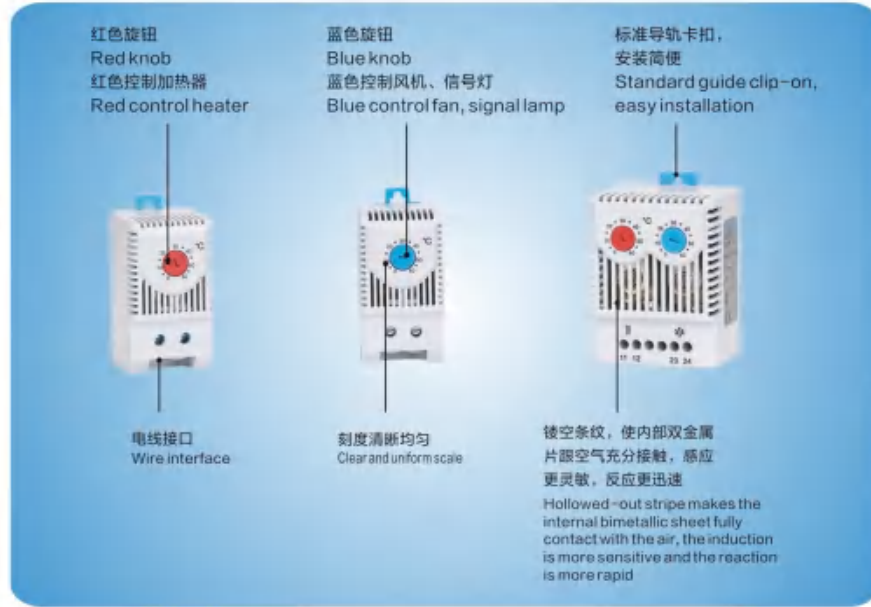 红色旋钮
Red knob
红色控制加热器
Red control heater
蓝色旋钮
Blue knob
蓝色控制风机、信号灯
Blue control fan, signal lamp
标准导轨卡扣，
安装简便
Standard guide clip-on,
easy installation
°C
°C
°C
11 12 23 24
电线接口
Wire interface
刻度清晰均匀
Clear and uniform scale
镂空条纹，使内部双金属
片跟空气充分接触，感应
更灵敏，反应更迅速
Hollowed-out stripe makes the
internal bimetallic sheet fully
contact with the air, the induction
is more sensitive and the reaction
is more rapid